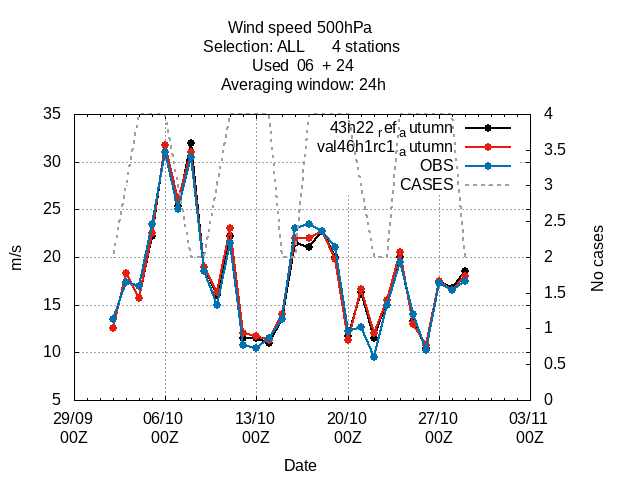 Wind speed 500hPa
Selection: ALL 4 stations
Used 06 + 24
Averaging window: 24h
43h22_ref_autumn
val46h1rc1_autumn
OBS
CASES
35
30
25
20
15
10
5
4
3.5
3
2.5
2
1.5
1
0.5
0
m/s
No cases
29/09 06/10 13/10 20/10 27/10 03/11
00Z 00Z 00Z 00Z 00Z 00Z
Date